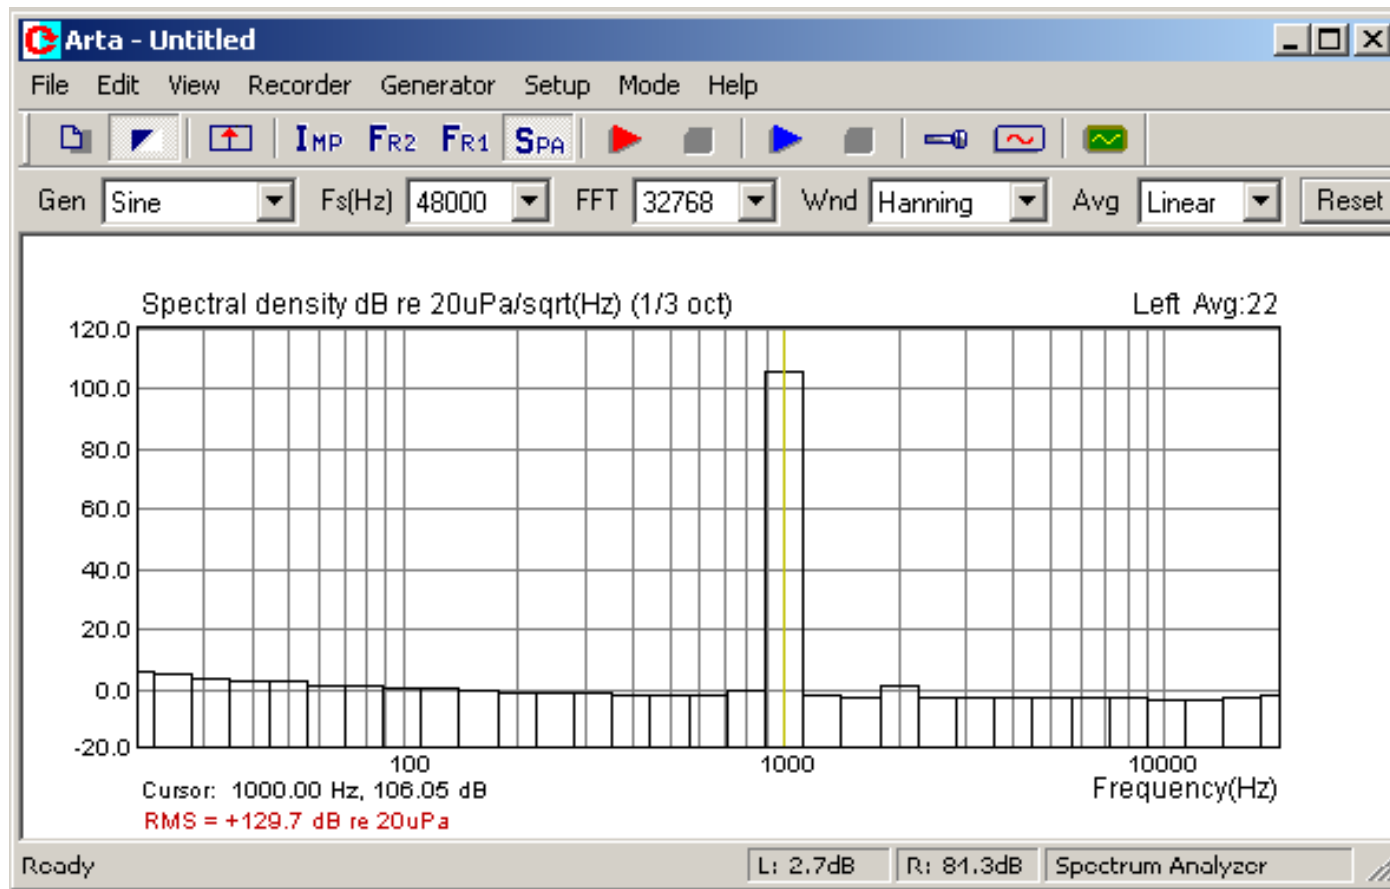 Arta - Untitled
File Edit View Recorder Generator Setup Mode Help
IMP FR2 FR1 SPA
Gen Sine Fs(Hz) 48000 FFT 32768 Wnd Hanning Avg Linear Reset
Spectral density dB re 20uPa/sqrt(Hz) (1/3 oct) Left Avg:22
120.0
100.0
80.0
60.0
40.0
20.0
0.0
-20.0
100 1000 10000
Cursor: 1000.00 Hz, 106.05 dB Frequency(Hz)
RMS = +129.7 dB re 20uPa
Ready L: 2.7dB R: 84.3dB Spectrum Analyzer